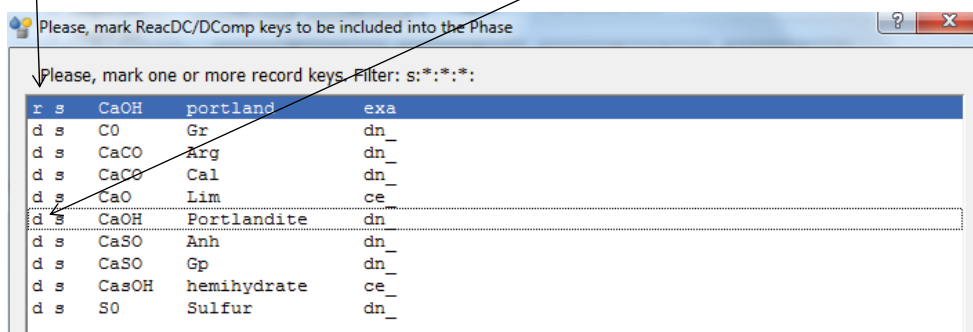 Please, mark ReacDC/DComp keys to be included into the Phase ? X
Please, mark one or more record keys. Filter: s:*:*:*:
r s CaOH portland exa
d s C0 Gr dn_
d s CaCO Arg dn_
d s CaCO Cal dn_
d s CaO Lim ce_
d s CaOH Portlandite dn_
d s CaSO Anh dn_
d s CaSO Gp dn_
d s CasOH hemihydrate ce_
d s S0 Sulfur dn_